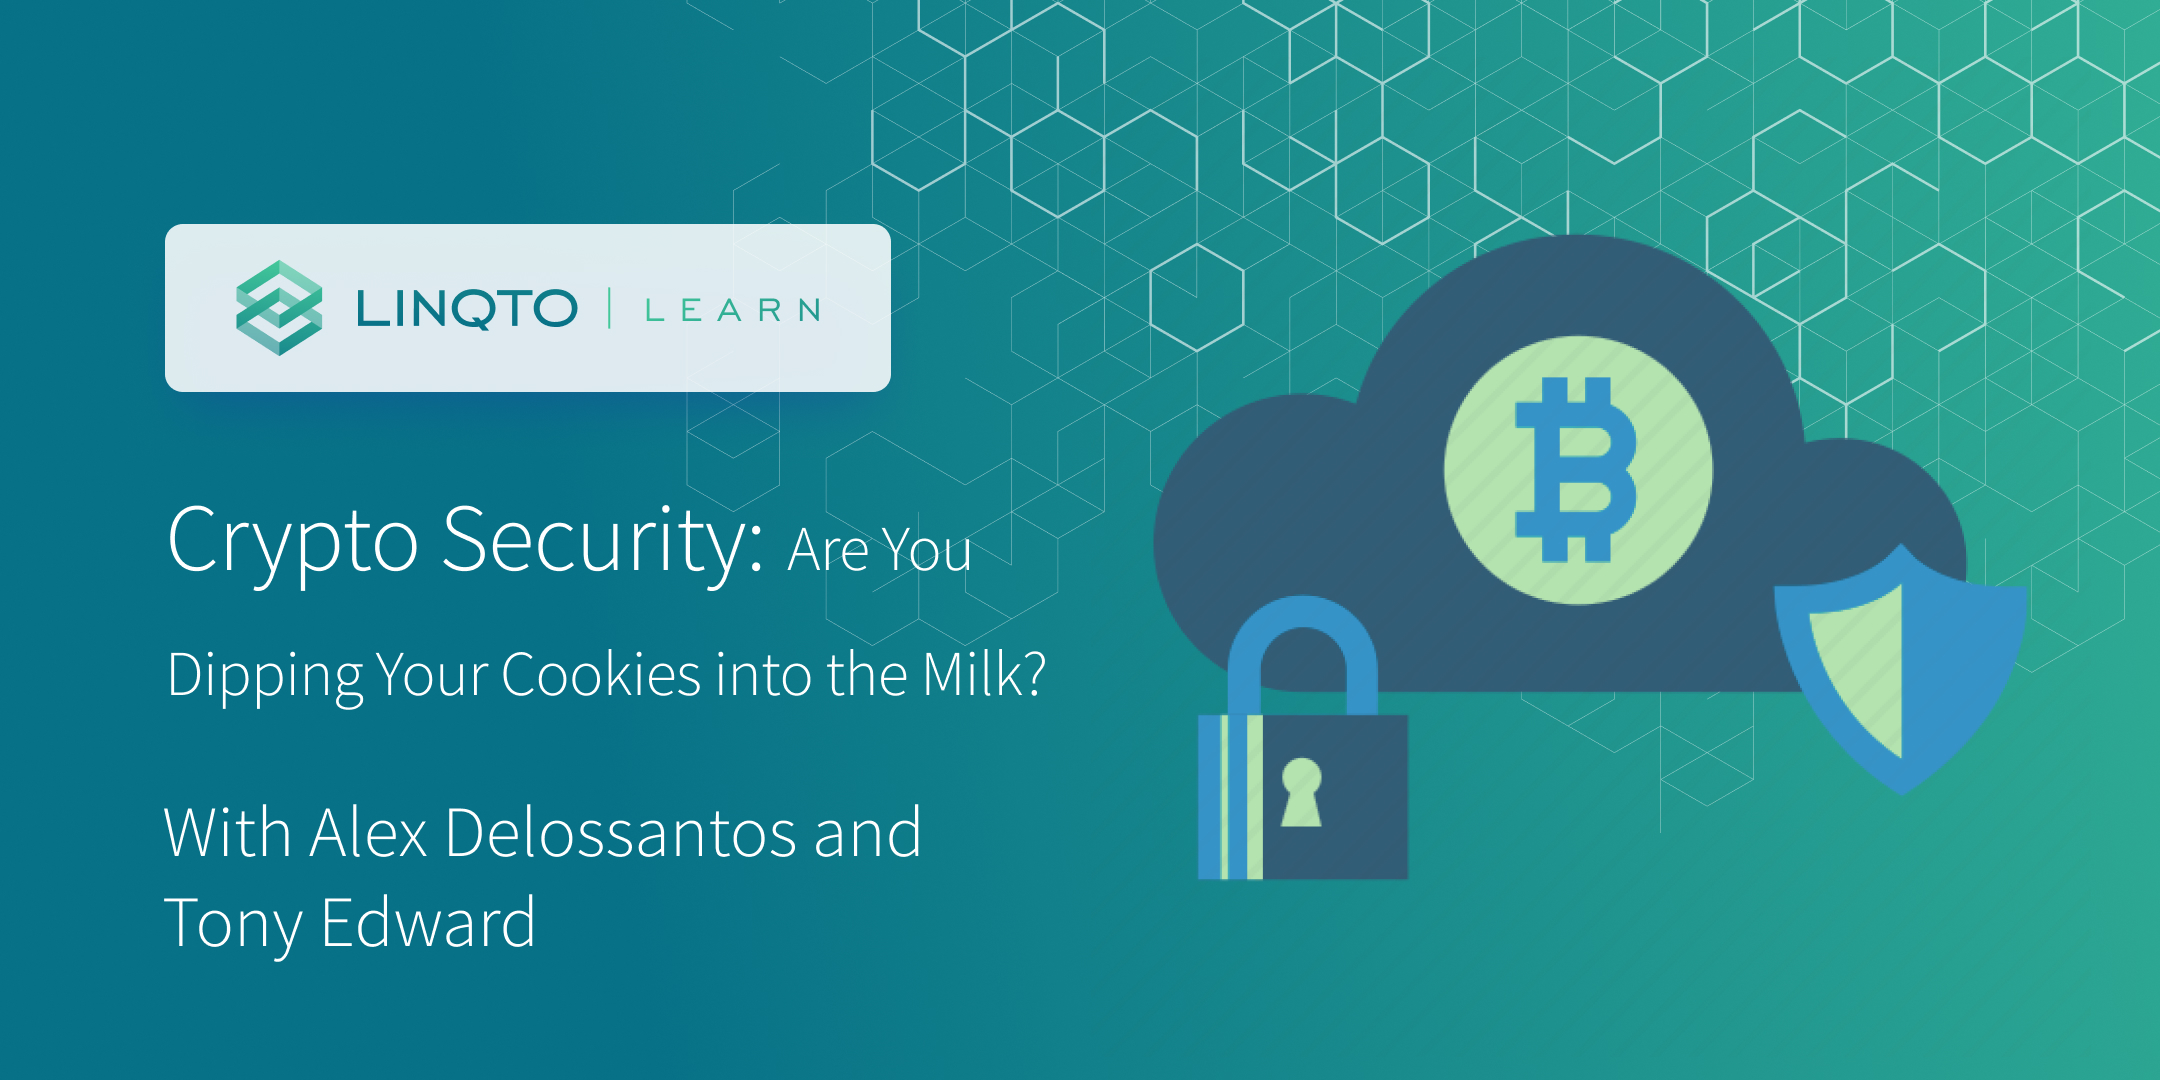 LINQTO | LEARN
Crypto Security: Are You
Dipping Your Cookies into the Milk?
With Alex Delossantos and
Tony Edward